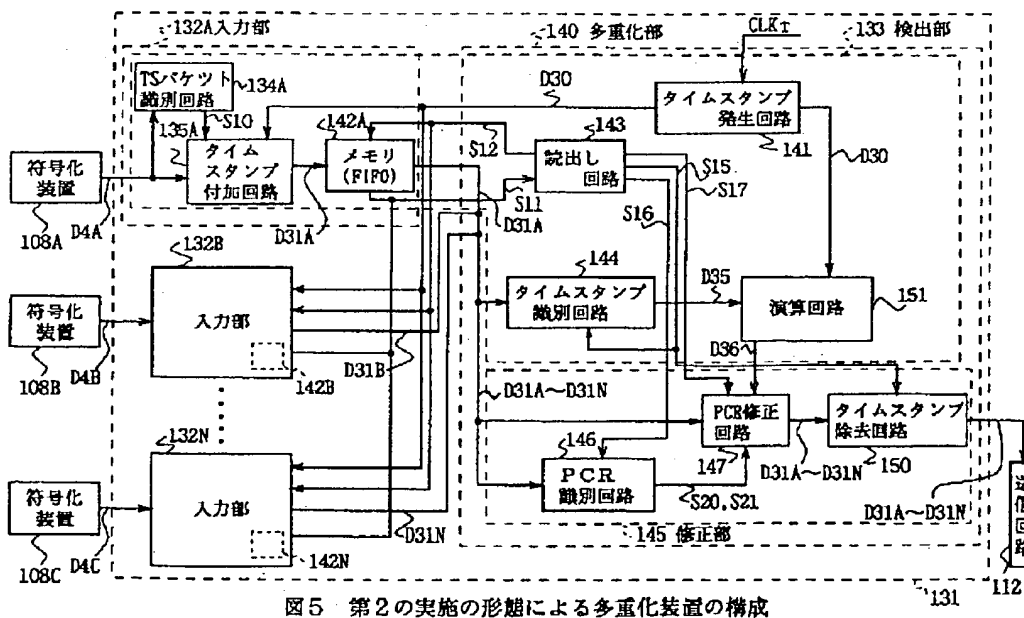 132A入力部
140 多重化部
CLKτ
133 検出部
TSパケツト
識別回路
134A
S10
135A
タイム
スタンプ
付加回路
142A
メモリ
(FIFO)
S12
143
読出し
回路
D30
タイムスタンプ
発生回路
141
D30
符号化
装置
108A
D4A
D31A
S11
D31A
S15
S17
S16
132B
入力部
142B
符号化
装置
108B
D4B
D31B
144
タイムスタンプ
識別回路
D35
演算回路
151
D36
D31A～D31N
132N
入力部
142N
符号化
装置
108C
D4C
D31N
146
PCR
識別回路
S20,S21
PCR修正
回路
147
D31A～D31N
タイムスタンプ
除去回路
150
D31A～D31N
送信回路
112
145 修正部
131
図5 第2の実施の形態による多重化装置の構成